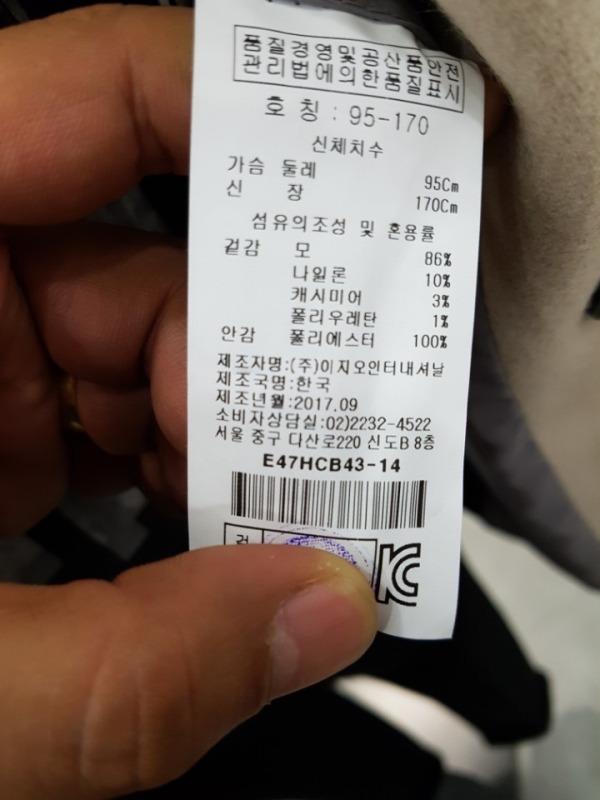 품질경영및공산품안전
관리법에의한품질표시
호 칭 : 95-170
신체치수
가슴 둘레 95Cm
신 장 170Cm
섬유의조성 및 혼용률
겉감 모 86%
나일론 10%
캐시미어 3%
폴리우레탄 1%
안감 폴리에스터 100%
제조자명:(주)이지오인터내셔날
제조국명:한국
제조년월:2017.09
소비자상담실:02)2232-4522
서울 중구 다산로220 신도B 8층
E47HCB43-14
검
KC